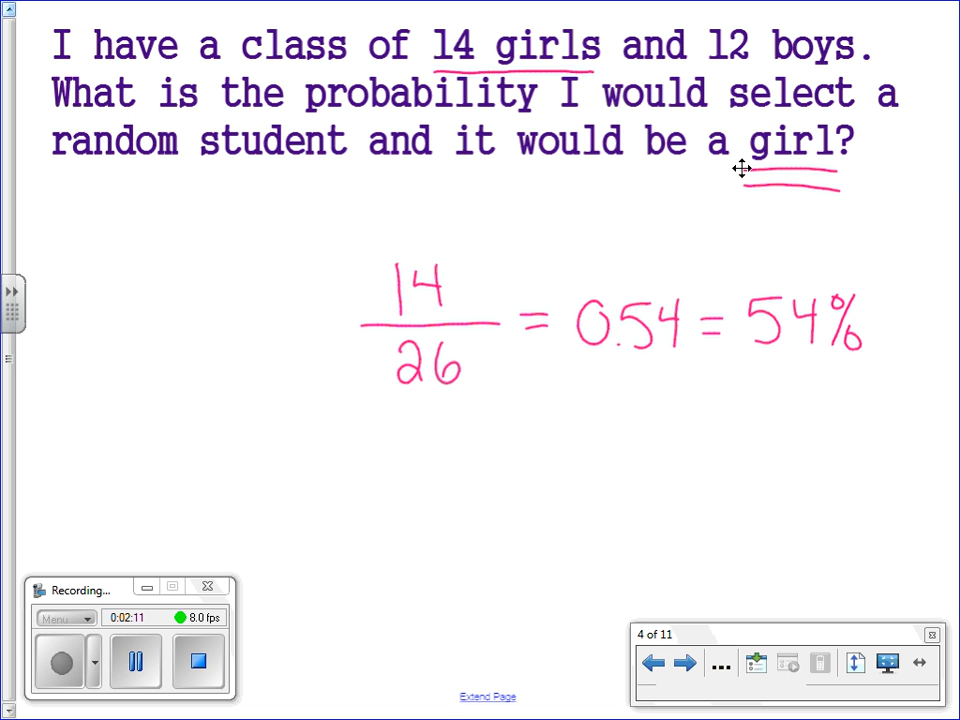 I have a class of 14 girls and 12 boys.
What is the probability I would select a
random student and it would be a girl?
14
26
= 0.54 = 54%
Recording...
Menu
0:02:11
8.0 fps
4 of 11
...
Extend Page